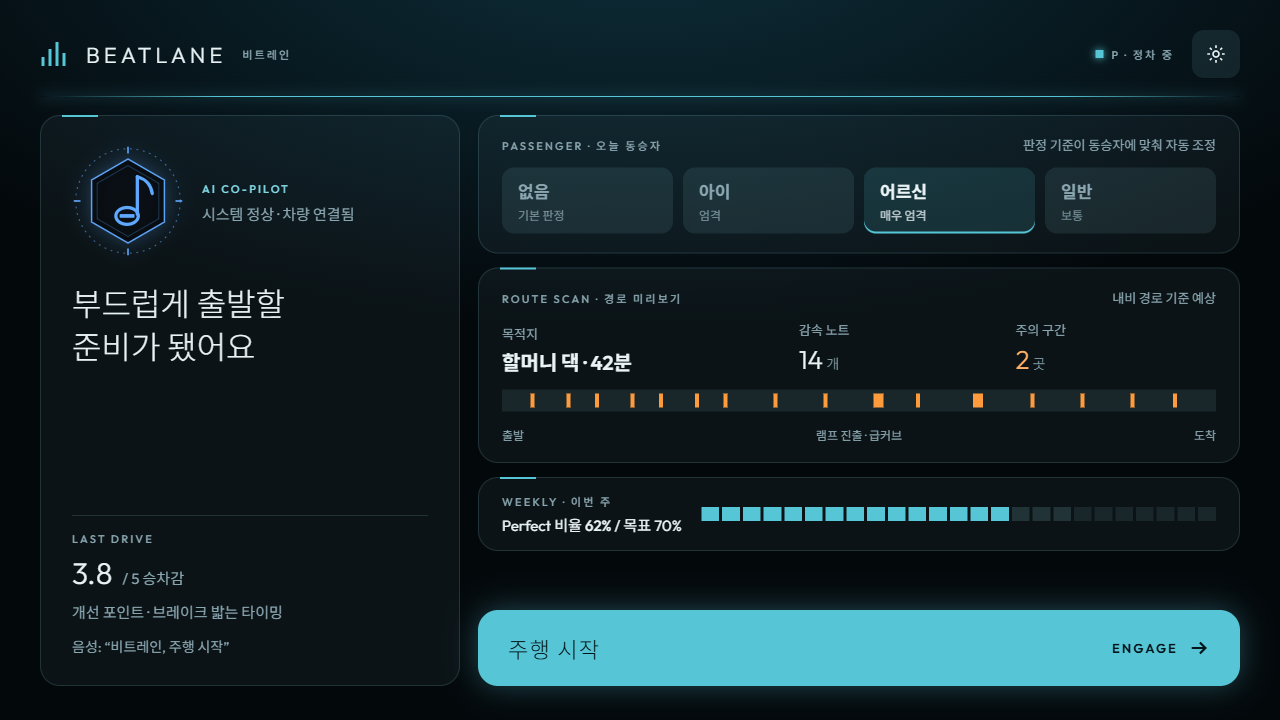 BEATLANE 비트레인
P · 정차 중
AI CO-PILOT
시스템 정상 · 차량 연결됨
부드럽게 출발할
준비가 됐어요
LAST DRIVE
3.8 / 5 승차감
개선 포인트 · 브레이크 밟는 타이밍
음성: “비트레인, 주행 시작”
PASSENGER · 오늘 동승자
판정 기준이 동승자에 맞춰 자동 조정
없음
기본 판정
아이
엄격
어르신
매우 엄격
일반
보통
ROUTE SCAN · 경로 미리보기
내비 경로 기준 예상
목적지
할머니 댁 · 42분
감속 노트
14 개
주의 구간
2 곳
출발
램프 진출 · 급커브
도착
WEEKLY · 이번 주
Perfect 비율 62% / 목표 70%
주행 시작
ENGAGE